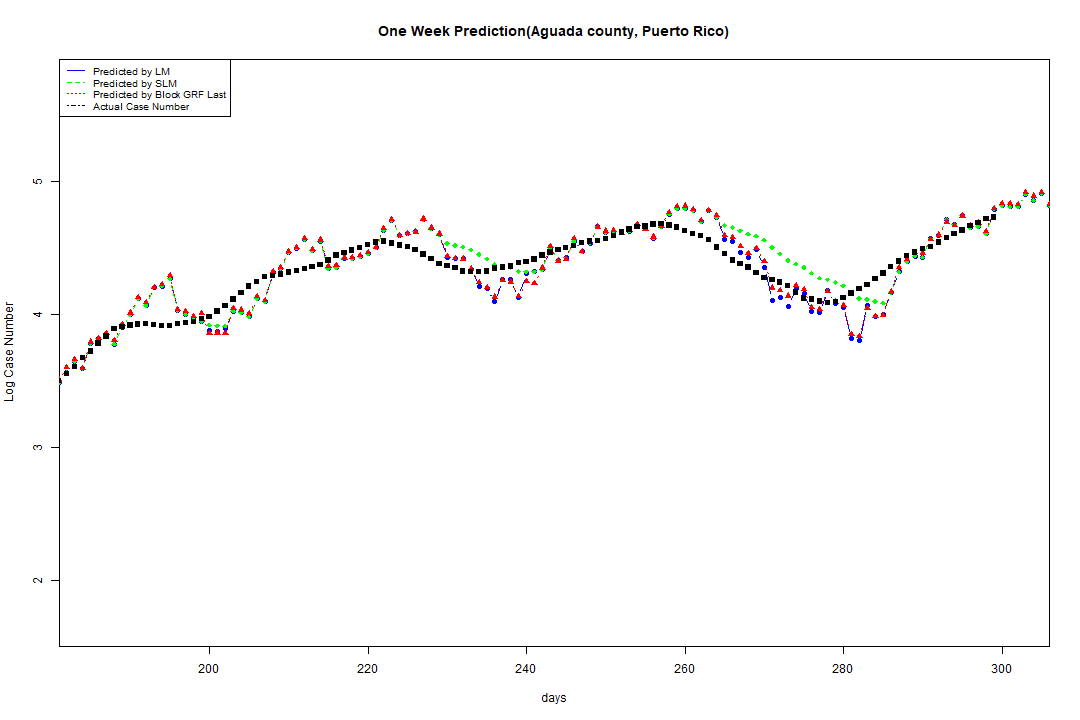 One Week Prediction(Aguada county, Puerto Rico)
Predicted by LM
Predicted by SLM
Predicted by Block GRF Last
Actual Case Number
5
4
3
2
Log Case Number
200 220 240 260 280 300
days